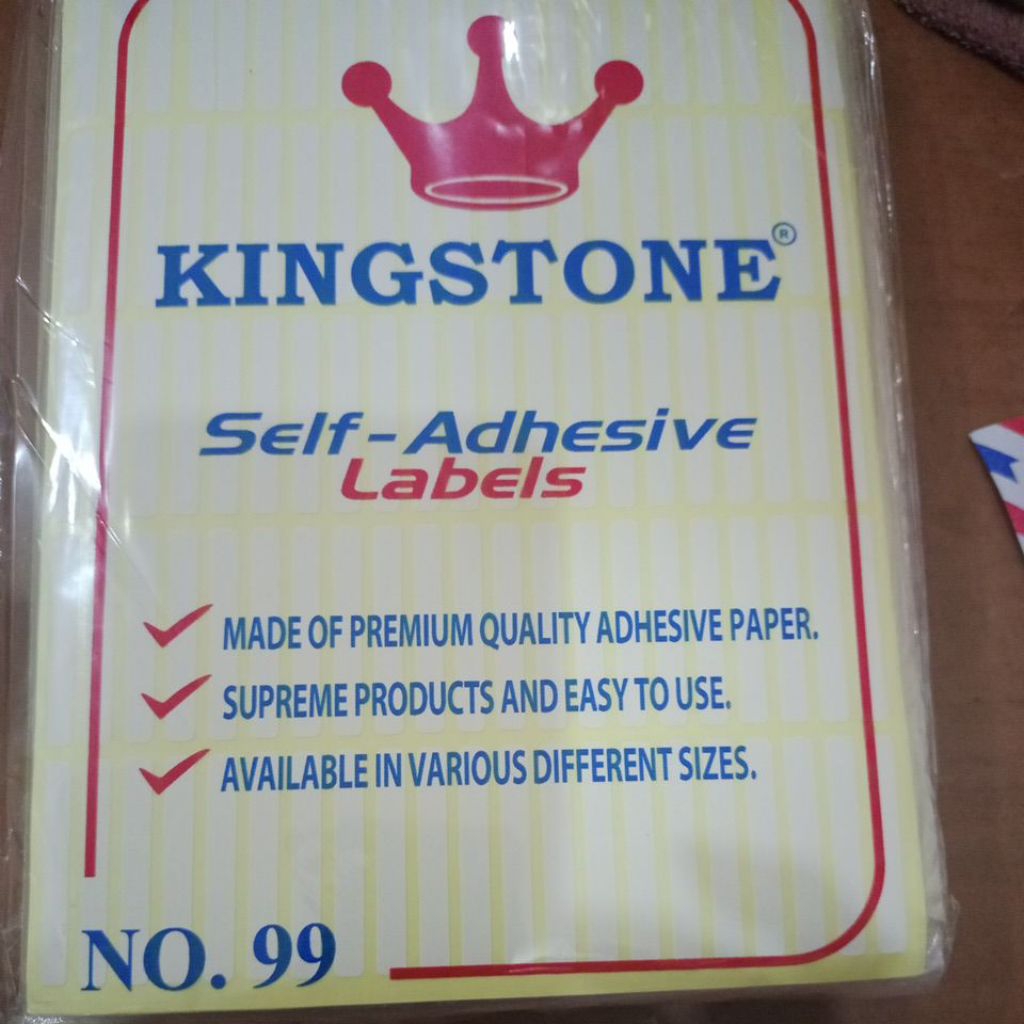 KINGSTONE®
Self-Adhesive
Labels
MADE OF PREMIUM QUALITY ADHESIVE PAPER.
SUPREME PRODUCTS AND EASY TO USE.
AVAILABLE IN VARIOUS DIFFERENT SIZES.
NO. 99